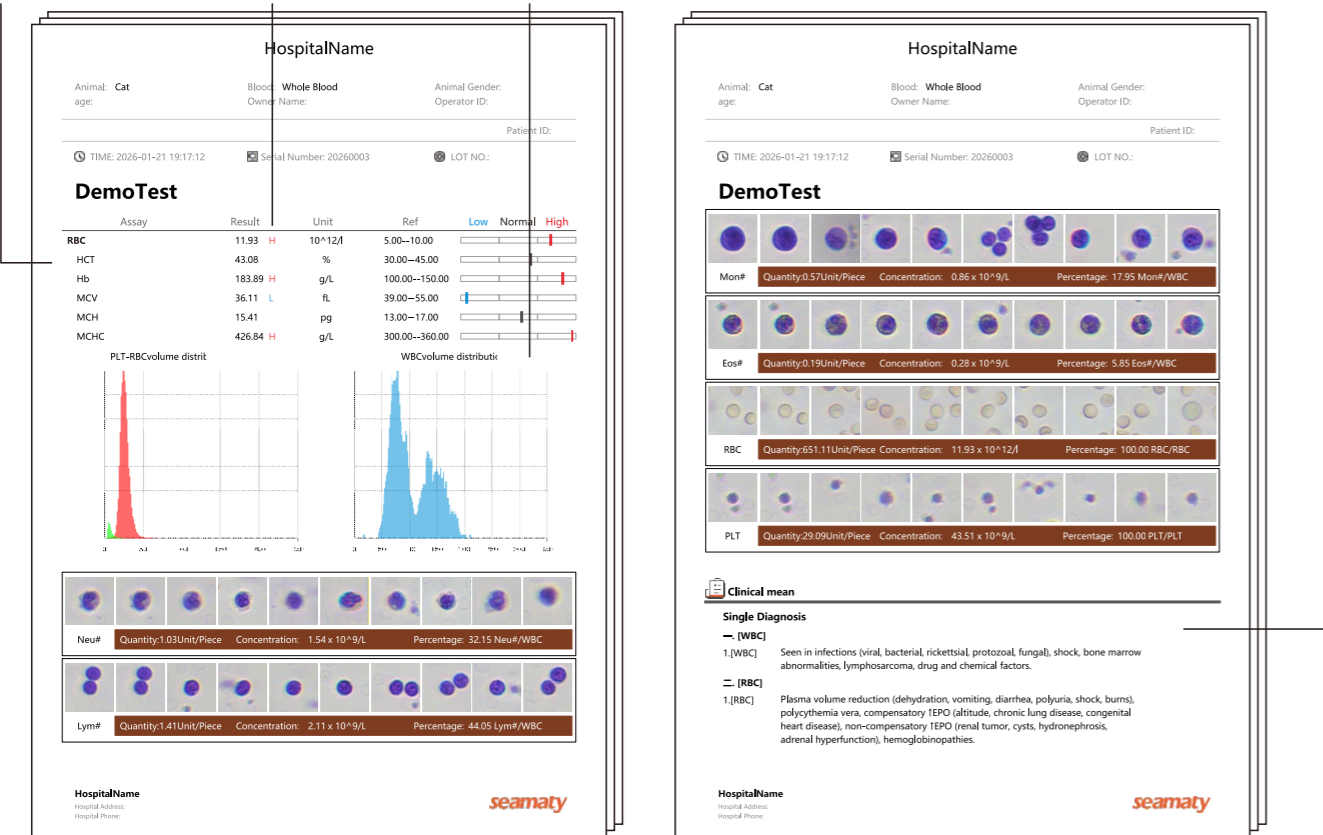 HospitalName
Animal: Cat Blood: Whole Blood Animal Gender:
age: Owner Name: Operator ID:
Patient ID:
TIME: 2026-01-21 19:17:12 Serial Number: 20260003 LOT NO.:
DemoTest
Assay Result Unit Ref Low Normal High
RBC 11.93 H 10^12/l 5.00--10.00
HCT 43.08 % 30.00--45.00
Hb 183.89 H g/L 100.00--150.00
MCV 36.11 L fL 39.00--55.00
MCH 15.41 pg 13.00--17.00
MCHC 426.84 H g/L 300.00--360.00
PLT-RBCvolume distrib WBCvolume distributic
Neu# Quantity:1.03Unit/Piece Concentration: 1.54 x 10^9/L Percentage: 32.15 Neu#/WBC
Lym# Quantity:1.41Unit/Piece Concentration: 2.11 x 10^9/L Percentage: 44.05 Lym#/WBC
HospitalName
Hospital Address:
Hospital Phone:
seamaty
HospitalName
Animal: Cat Blood: Whole Blood Animal Gender:
age: Owner Name: Operator ID:
Patient ID:
TIME: 2026-01-21 19:17:12 Serial Number: 20260003 LOT NO.:
DemoTest
Mon# Quantity:0.57Unit/Piece Concentration: 0.86 x 10^9/L Percentage: 17.95 Mon#/WBC
Eos# Quantity:0.19Unit/Piece Concentration: 0.28 x 10^9/L Percentage: 5.85 Eos#/WBC
RBC Quantity:651.11Unit/Piece Concentration: 11.93 x 10^12/l Percentage: 100.00 RBC/RBC
PLT Quantity:29.09Unit/Piece Concentration: 43.51 x 10^9/L Percentage: 100.00 PLT/PLT
Clinical mean
Single Diagnosis
一. [WBC]
1.[WBC] Seen in infections (viral, bacterial, rickettsial, protozoal, fungal), shock, bone marrow
abnormalities, lymphosarcoma, drug and chemical factors.
二. [RBC]
1.[RBC] Plasma volume reduction (dehydration, vomiting, diarrhea, polyuria, shock, burns),
polycythemia vera, compensatory ↑EPO (altitude, chronic lung disease, congenital
heart disease), non-compensatory ↑EPO (renal tumor, cysts, hydronephrosis,
adrenal hyperfunction), hemoglobinopathies.
HospitalName
Hospital Address:
Hospital Phone:
seamaty